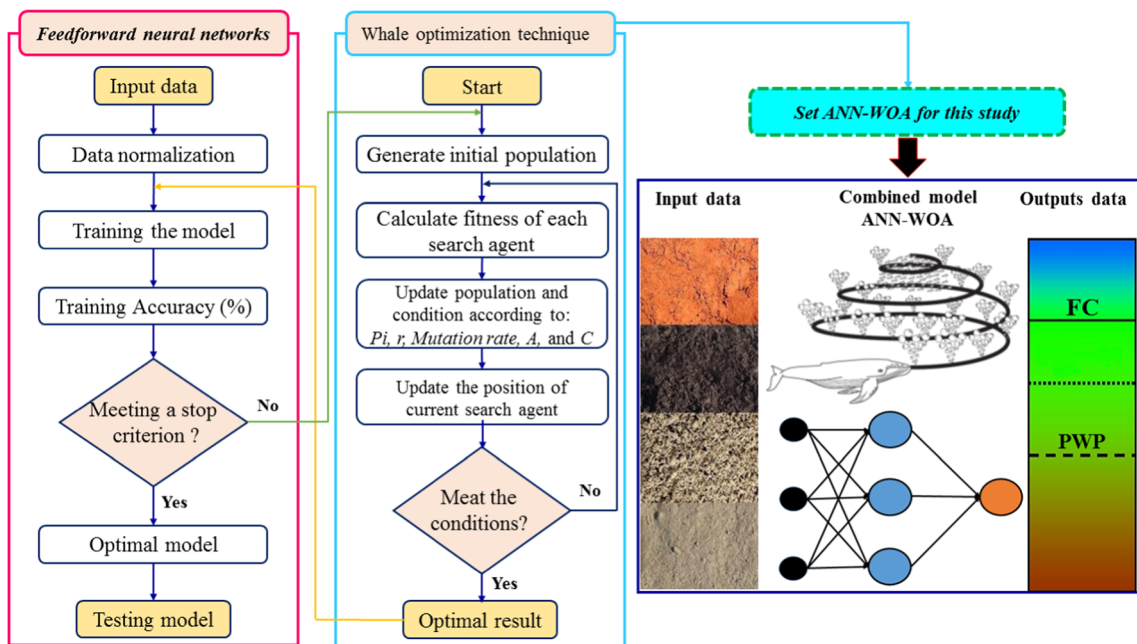 Feedforward neural networks
Input data
Data normalization
Training the model
Training Accuracy (%)
Meeting a stop
criterion ?
No
Yes
Optimal model
Testing model
Whale optimization technique
Start
Generate initial population
Calculate fitness of each
search agent
Update population and
condition according to:
Pi, r, Mutation rate, A, and C
Update the position of
current search agent
Meat the
conditions?
No
Yes
Optimal result
Set ANN-WOA for this study
Input data
Combined model
ANN-WOA
Outputs data
FC
PWP